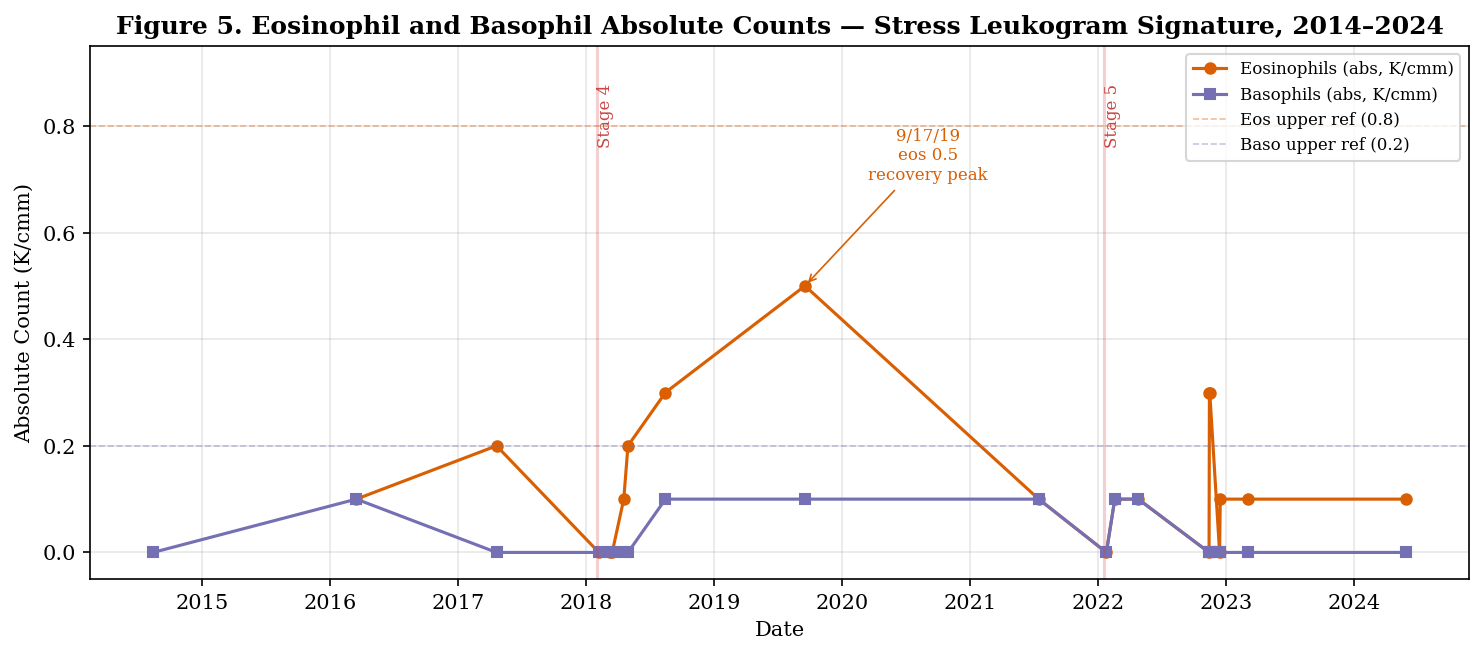 Figure 5. Eosinophil and Basophil Absolute Counts — Stress Leukogram Signature, 2014–2024
Eosinophils (abs, K/cmm)
Basophils (abs, K/cmm)
Eos upper ref (0.8)
Baso upper ref (0.2)
Stage 4
Stage 5
9/17/19
eos 0.5
recovery peak
Absolute Count (K/cmm)
0.8
0.6
0.4
0.2
0.0
2015 2016 2017 2018 2019 2020 2021 2022 2023 2024
Date